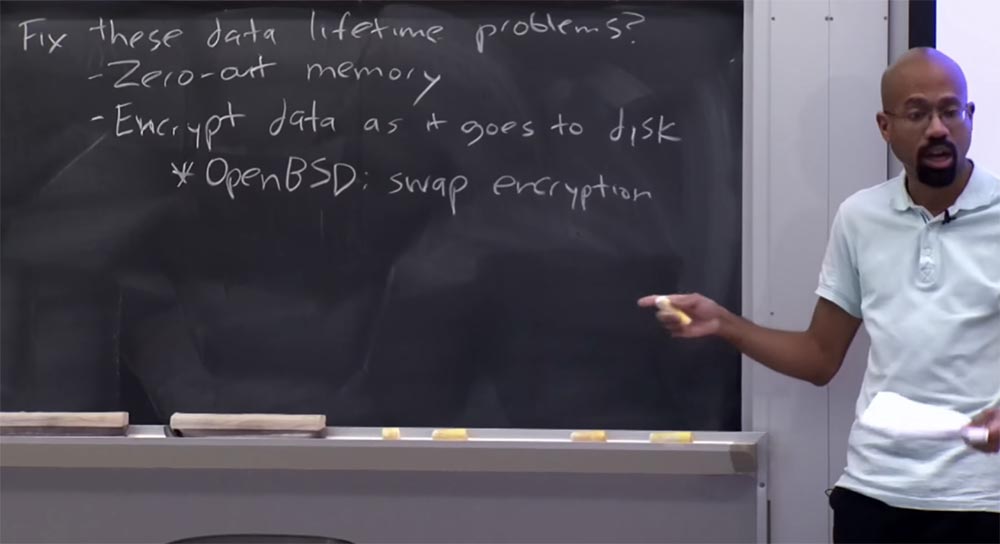 Fix these data lifetime problems?
- Zero-out memory
- Encrypt data as it goes to disk
* OpenBSD: swap encryption